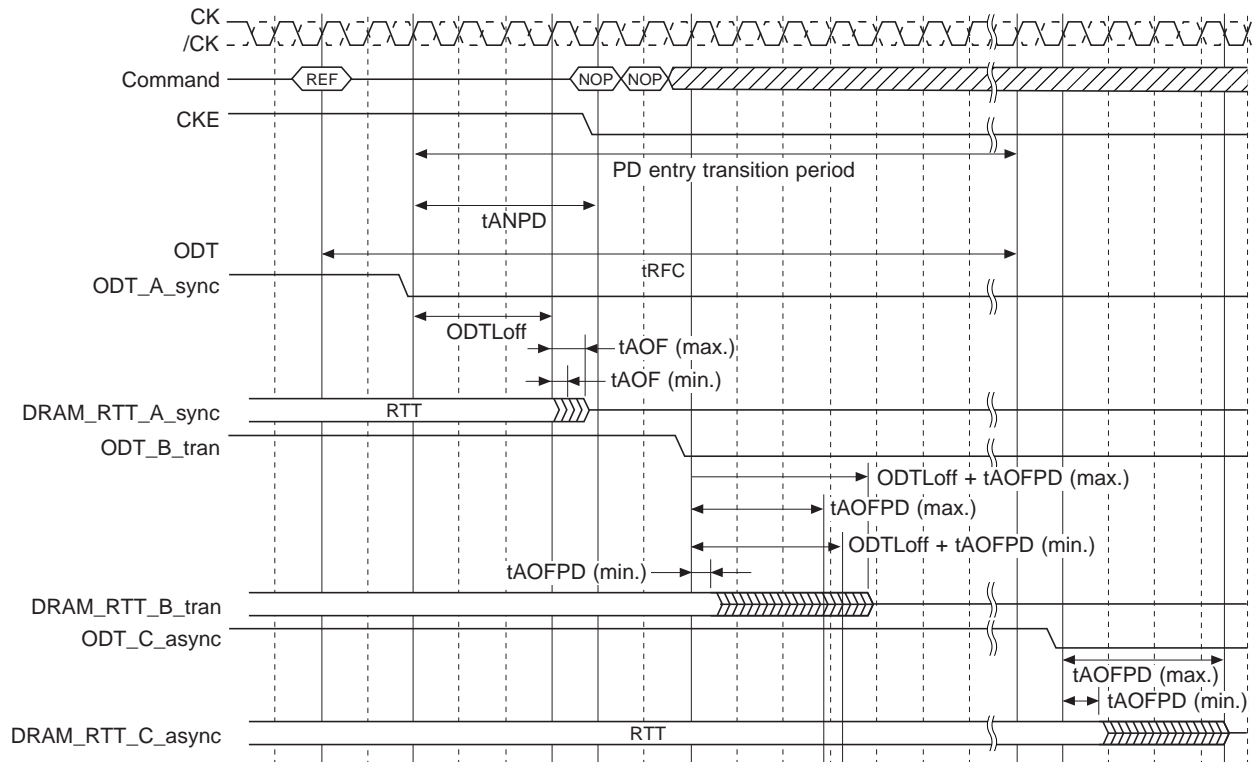 CK
/CK
Command
REF
NOP
NOP
CKE
PD entry transition period
tANPD
ODT
tRFC
ODT_A_sync
ODTLoff
tAOF (max.)
tAOF (min.)
DRAM_RTT_A_sync
RTT
ODT_B_tran
ODTLoff + tAOFPD (max.)
tAOFPD (max.)
ODTLoff + tAOFPD (min.)
tAOFPD (min.)
DRAM_RTT_B_tran
ODT_C_async
tAOFPD (max.)
tAOFPD (min.)
DRAM_RTT_C_async
RTT